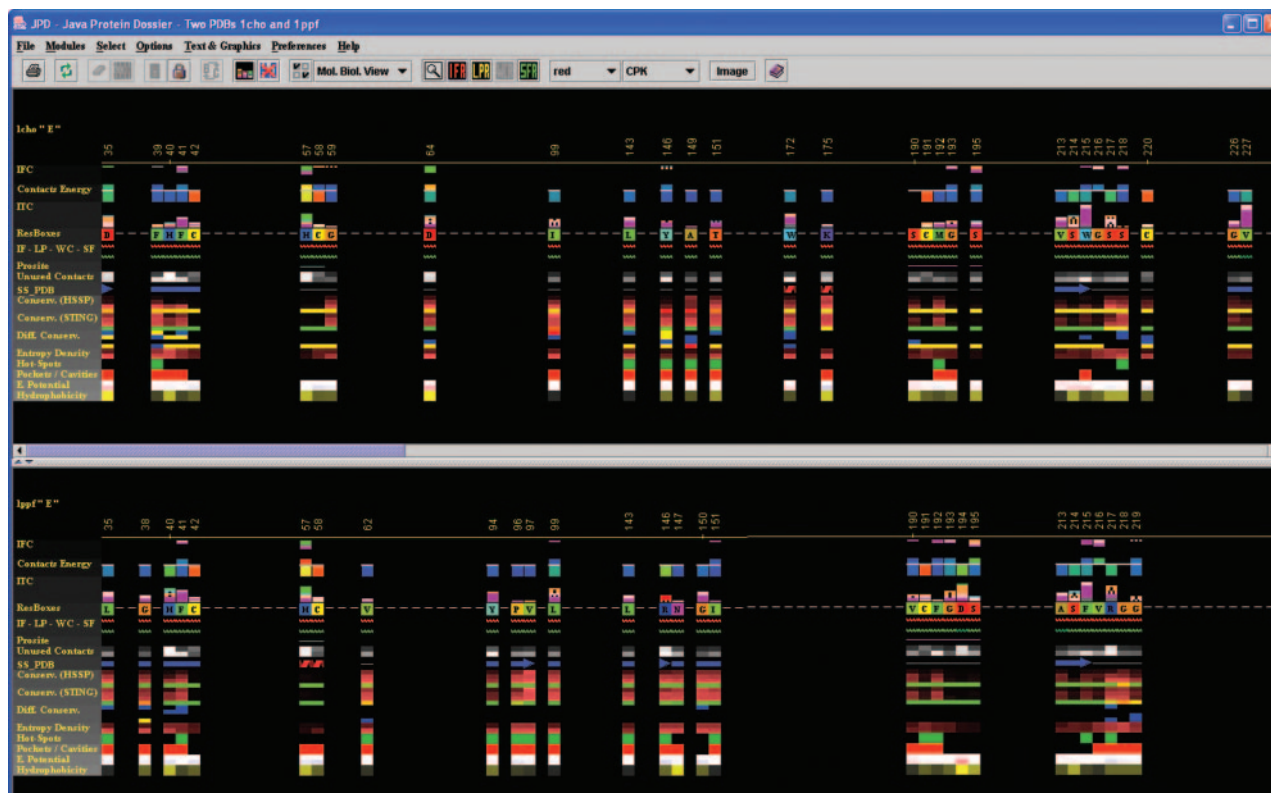 JPD - Java Protein Dossier - Two PDBs 1cho and 1ppf
File Modules Select Options Text & Graphics Preferences Help
Mol. Biol. View IFR LPR SFR red CPK Image
1cho " E "
35 39 40 41 42 57 58 59 64 99 143 146 149 151 172 175 190 191 192 193 195 213 214 215 216 217 218 220 226 227
IFC
Contacts Energy
ITC
ResBoxes D F H F C H C G D I L Y A T W K S C M G S V S W G S S C G V
IF - LP - WC - SF
Prosite
Unused Contacts
SS_PDB
Conserv. (HSSP)
Conserv. (STING)
Diff. Conserv.
Entropy Density
Hot-Spots
Pockets / Cavities
E. Potential
Hydrophobicity
1ppf " E "
35 38 40 41 42 57 58 62 94 96 97 99 143 146 147 150 151 190 191 192 193 194 195 213 214 215 216 217 218 219
IFC
Contacts Energy
ITC
ResBoxes L G H F C H C V Y P V L L R N G I V C F G D S A S F V R G G
IF - LP - WC - SF
Prosite
Unused Contacts
SS_PDB
Conserv. (HSSP)
Conserv. (STING)
Diff. Conserv.
Entropy Density
Hot-Spots
Pockets / Cavities
E. Potential
Hydrophobicity